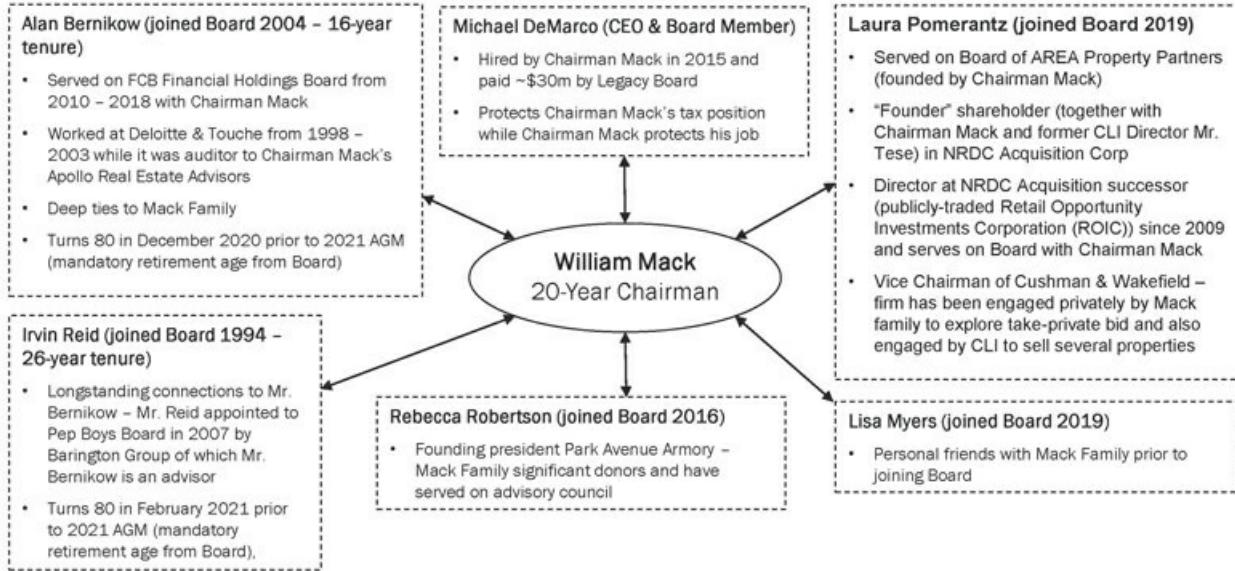 Alan Bernikow (joined Board 2004 – 16-year
tenure)
• Served on FCB Financial Holdings Board from
2010 – 2018 with Chairman Mack
• Worked at Deloitte & Touche from 1998 –
2003 while it was auditor to Chairman Mack's
Apollo Real Estate Advisors
• Deep ties to Mack Family
• Turns 80 in December 2020 prior to 2021 AGM
(mandatory retirement age from Board)
Michael DeMarco (CEO & Board Member)
• Hired by Chairman Mack in 2015 and
paid ~$30m by Legacy Board
• Protects Chairman Mack's tax position
while Chairman Mack protects his job
Laura Pomerantz (joined Board 2019)
• Served on Board of AREA Property Partners
(founded by Chairman Mack)
• "Founder" shareholder (together with
Chairman Mack and former CLI Director Mr.
Tese) in NRDC Acquisition Corp
• Director at NRDC Acquisition successor
(publicly-traded Retail Opportunity
Investments Corporation (ROIC)) since 2009
and serves on Board with Chairman Mack
• Vice Chairman of Cushman & Wakefield –
firm has been engaged privately by Mack
family to explore take-private bid and also
engaged by CLI to sell several properties
William Mack
20-Year Chairman
Irvin Reid (joined Board 1994 –
26-year tenure)
• Longstanding connections to Mr.
Bernikow – Mr. Reid appointed to
Pep Boys Board in 2007 by
Barington Group of which Mr.
Bernikow is an advisor
• Turns 80 in February 2021 prior
to 2021 AGM (mandatory
retirement age from Board),
Rebecca Robertson (joined Board 2016)
• Founding president Park Avenue Armory –
Mack Family significant donors and have
served on advisory council
Lisa Myers (joined Board 2019)
• Personal friends with Mack Family prior to
joining Board